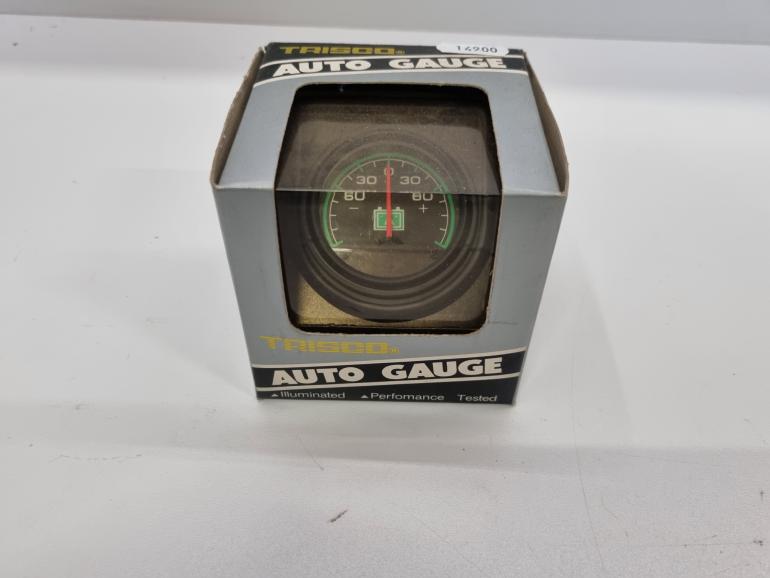 TRISCO®
14900
AUTO GAUGE
0
30 30
60 60
- +
TRISCO®
AUTO GAUGE
▲Illuminated ▲Perfomance Tested